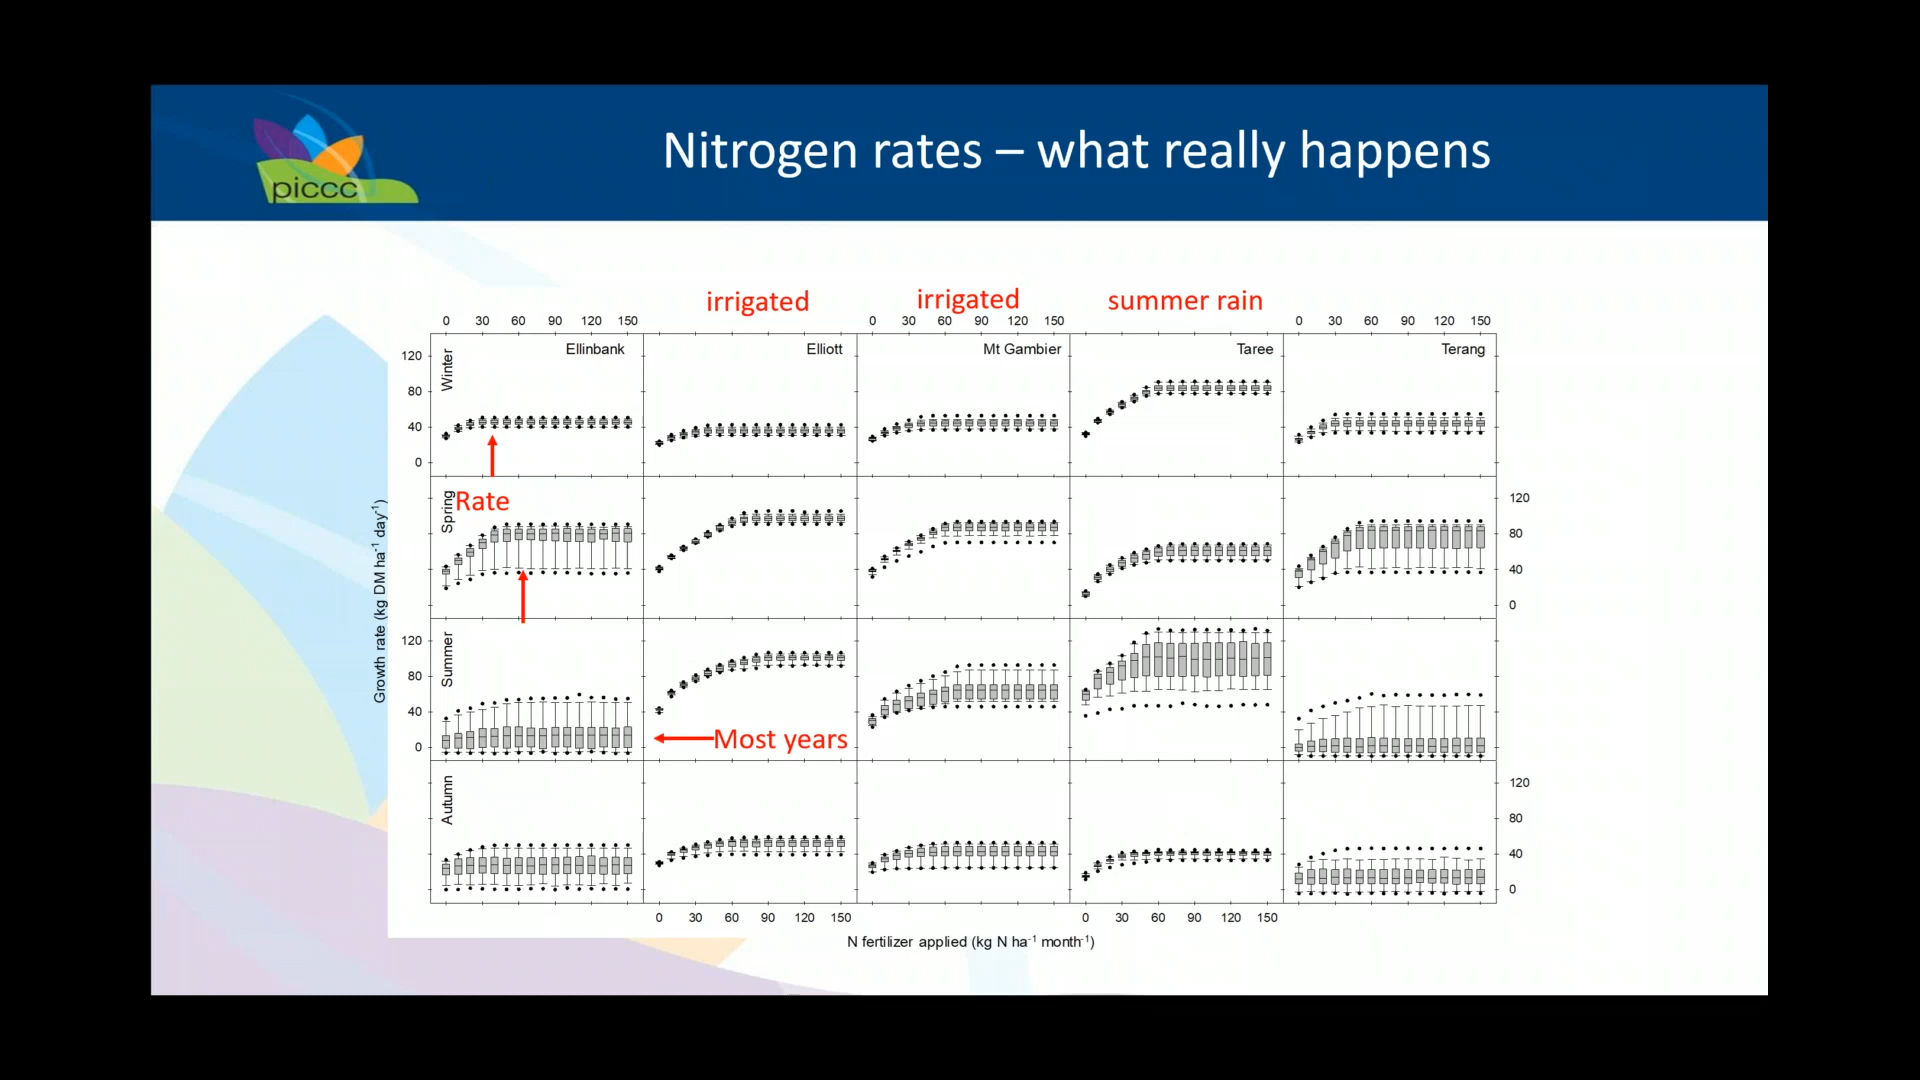 piccc
Nitrogen rates – what really happens
irrigated
irrigated
summer rain
0 30 60 90 120 150
0 30 60 90 120 150
0 30 60 90 120 150
Ellinbank
Elliott
Mt Gambier
Taree
Terang
Winter
120
80
40
0
Rate
Spring
120
80
40
0
Growth rate (kg DM ha⁻¹ day⁻¹)
Summer
120
80
40
0
Most years
Autumn
120
80
40
0
0 30 60 90 120 150
0 30 60 90 120 150
N fertilizer applied (kg N ha⁻¹ month⁻¹)